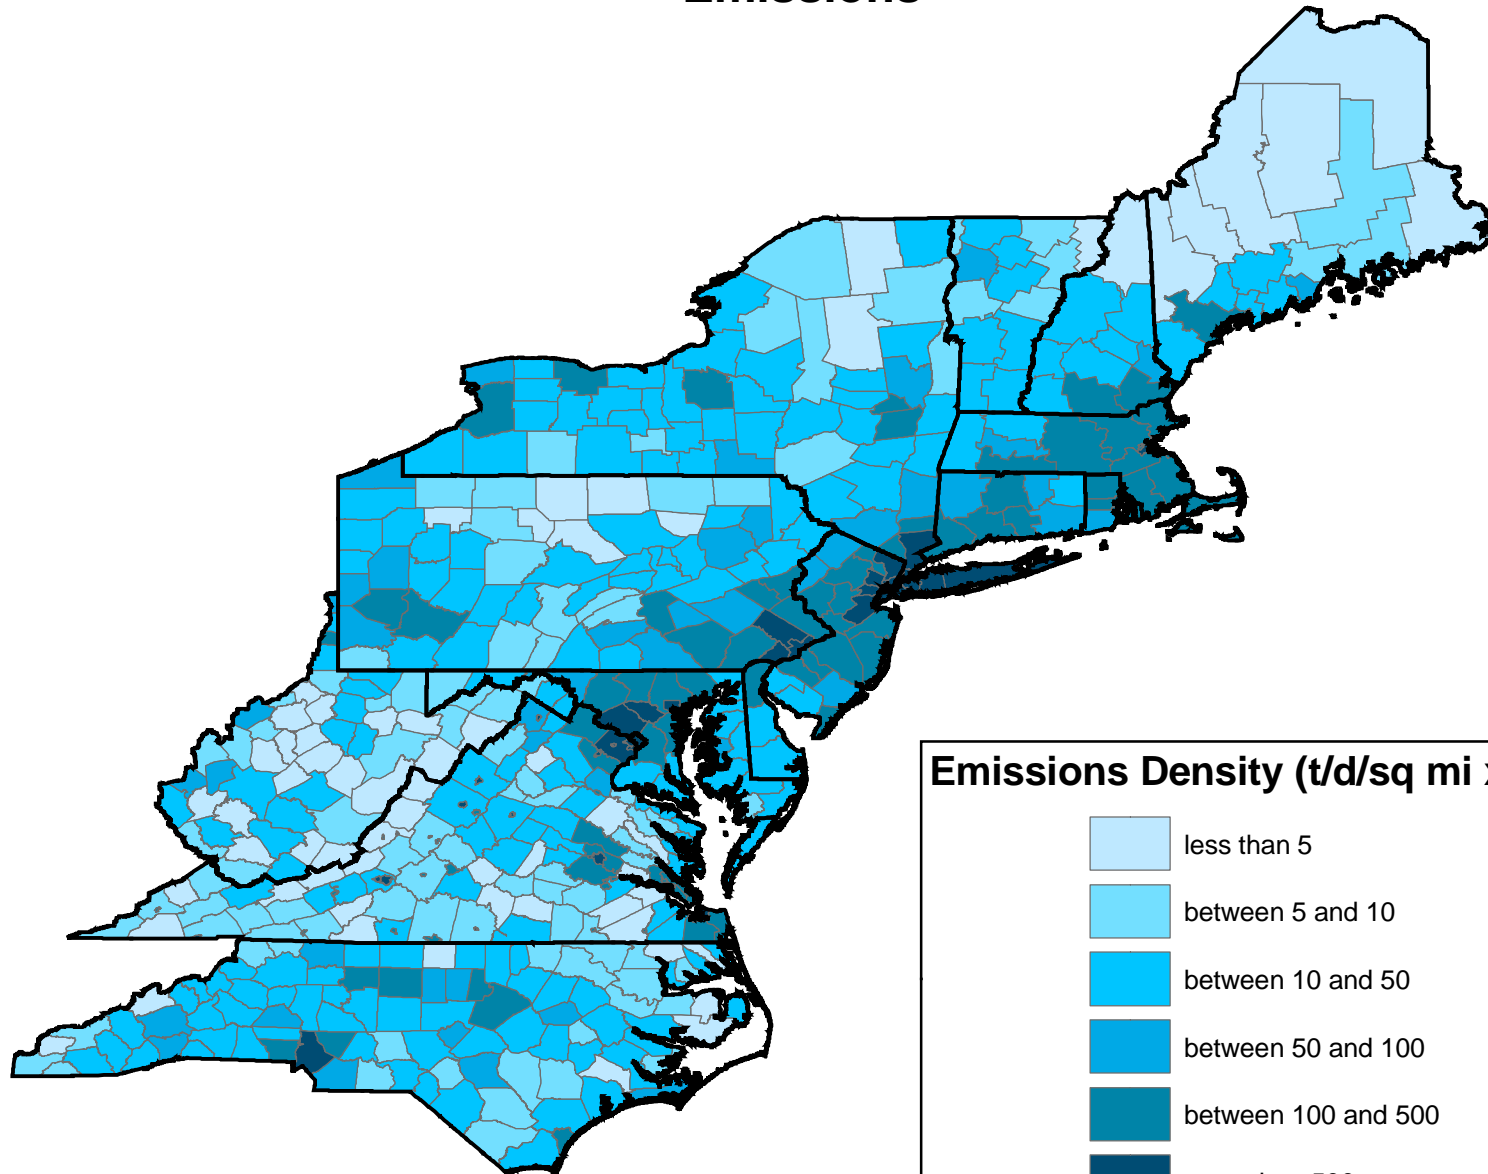 Emissions
Emissions Density (t/d/sq mi x
less than 5
between 5 and 10
between 10 and 50
between 50 and 100
between 100 and 500